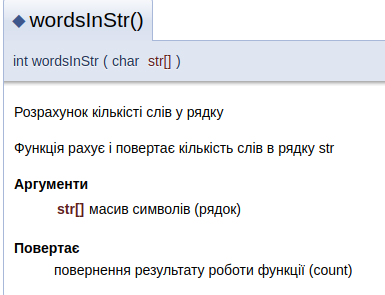 ◆ wordsInStr()
int wordsInStr ( char str[] )
Розрахунок кількісті слів у рядку
Функція рахує і повертає кількість слів в рядку str
Аргументи
str[] масив символів (рядок)
Повертає
повернення результату роботи функції (count)